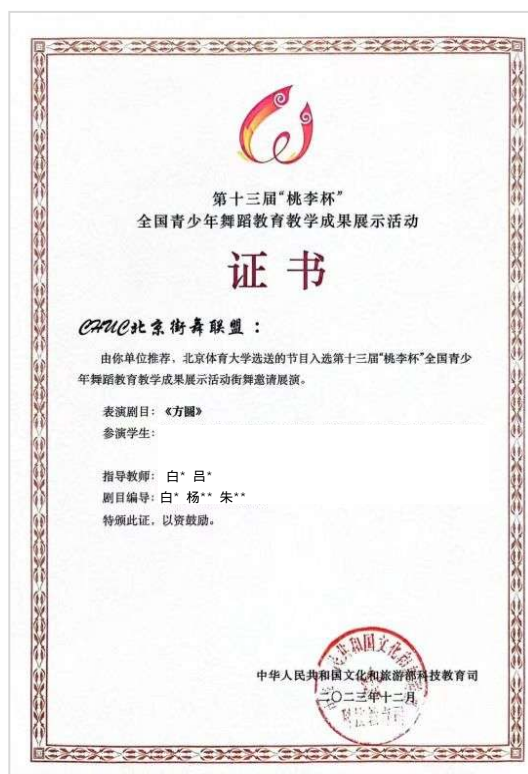 第十三届“桃李杯”
全国青少年舞蹈教育教学成果展示活动
证书
CHUC北京街舞联盟：
由你单位推荐、北京体育大学选送的节目入选第十三届“桃李杯”全国青少
年舞蹈教育教学成果展示活动街舞邀请展演。
表演剧目：《方圆》
参演学生：
指导教师： 白* 吕*
剧目编导：白* 杨** 朱**
特颁此证，以资鼓励。
中华人民共和国文化和旅游部科技教育司
二〇二三年十二月